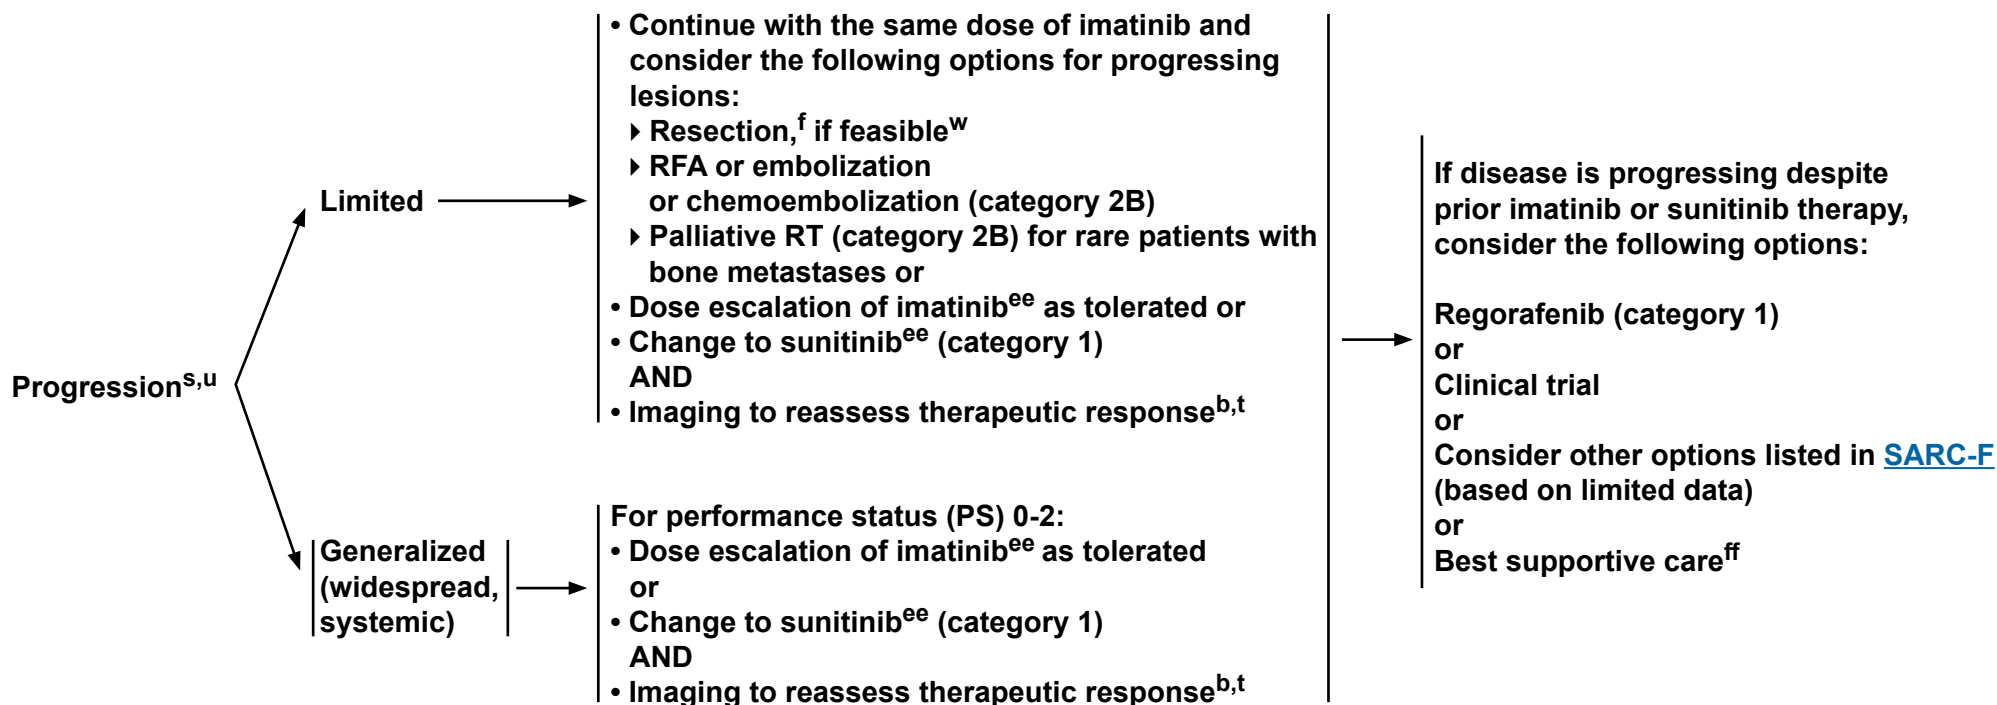 Progression^s,u
Limited
Generalized
(widespread,
systemic)
• Continue with the same dose of imatinib and
consider the following options for progressing
lesions:
▸ Resection,^f if feasible^w
▸ RFA or embolization
or chemoembolization (category 2B)
▸ Palliative RT (category 2B) for rare patients with
bone metastases or
• Dose escalation of imatinib^ee as tolerated or
• Change to sunitinib^ee (category 1)
AND
• Imaging to reassess therapeutic response^b,t
For performance status (PS) 0-2:
• Dose escalation of imatinib^ee as tolerated
or
• Change to sunitinib^ee (category 1)
AND
• Imaging to reassess therapeutic response^b,t
If disease is progressing despite
prior imatinib or sunitinib therapy,
consider the following options:
Regorafenib (category 1)
or
Clinical trial
or
Consider other options listed in SARC-F
(based on limited data)
or
Best supportive care^ff